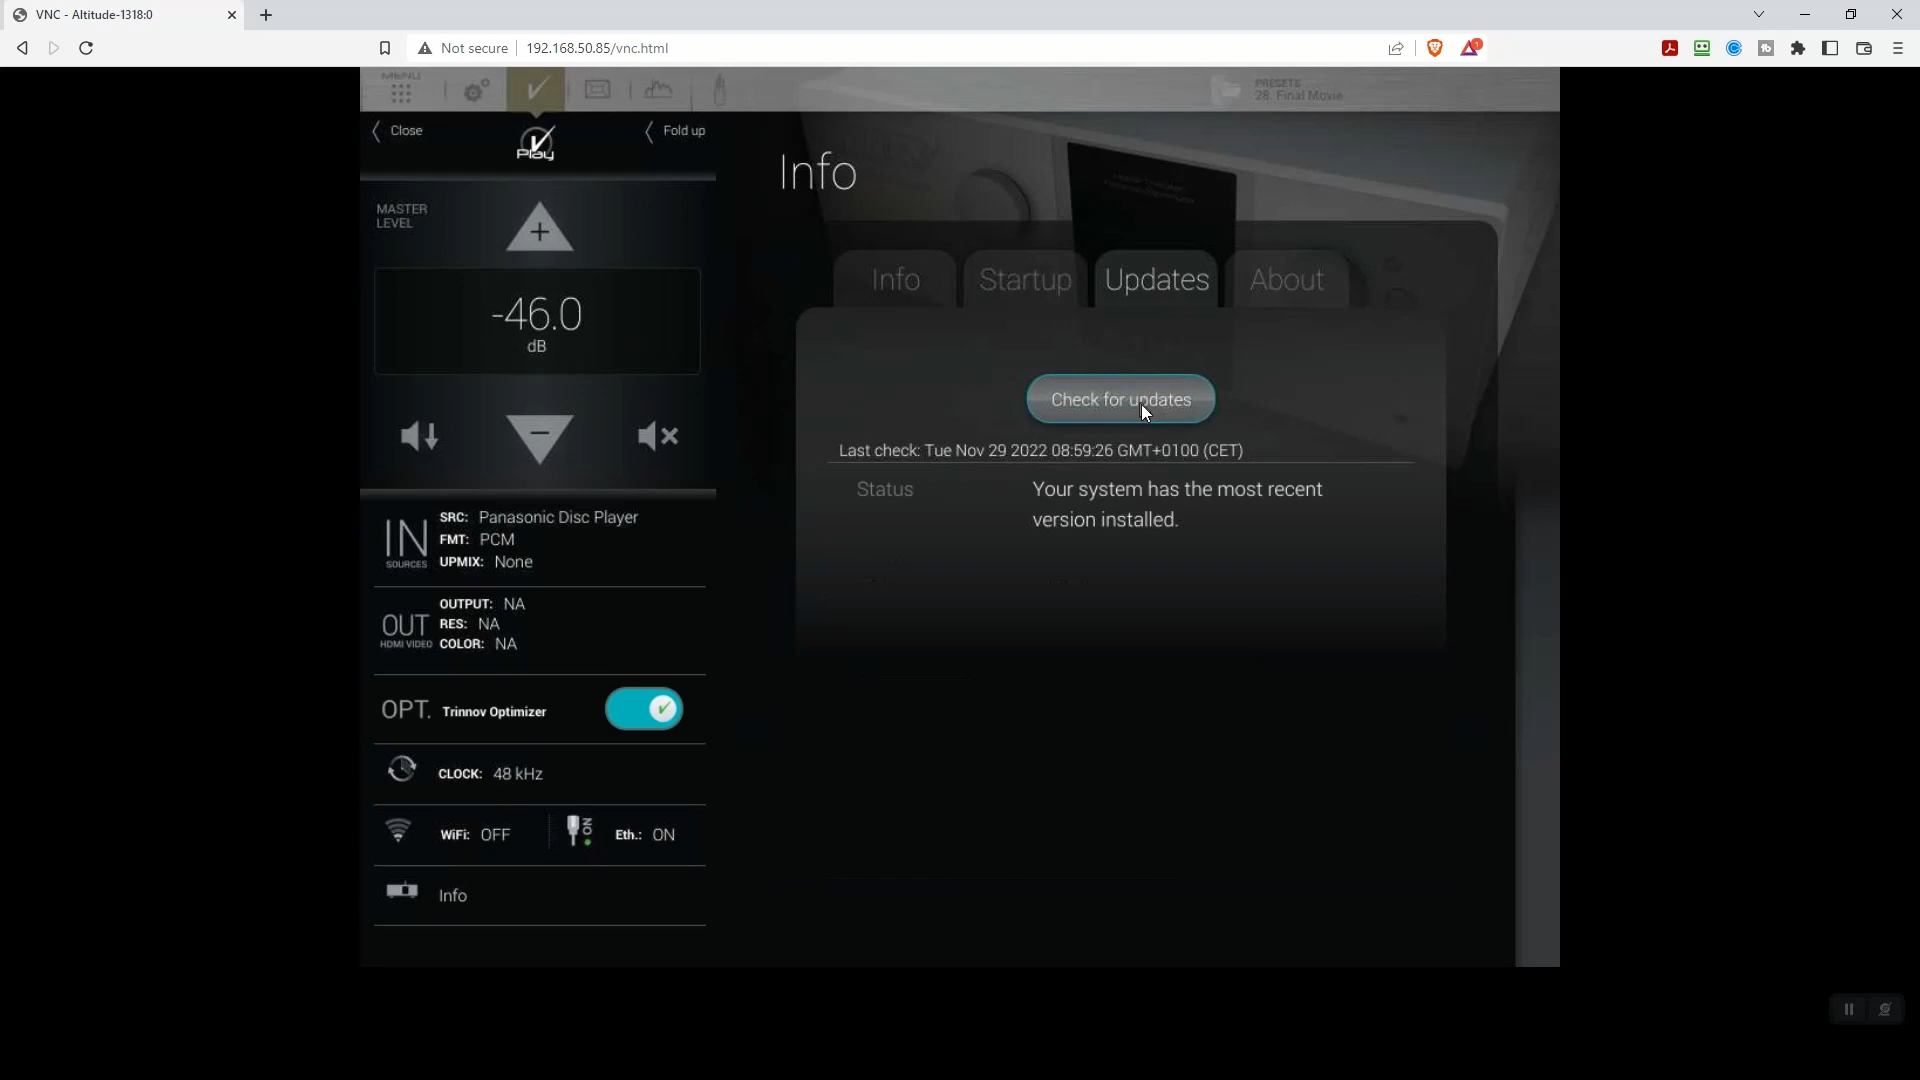 VNC - Altitude-1318:0
Not secure
192.168.50.85/vnc.html
1
MENU
PRESETS
28. Final Movie
Close
Play
Fold up
Info
MASTER
LEVEL
+
-46.0
dB
−
Info
Startup
Updates
About
Check for updates
Last check: Tue Nov 29 2022 08:59:26 GMT+0100 (CET)
Status
Your system has the most recent
version installed.
IN
SOURCES
SRC: Panasonic Disc Player
FMT: PCM
UPMIX: None
OUT
HDMI VIDEO
OUTPUT: NA
RES: NA
COLOR: NA
OPT. Trinnov Optimizer
CLOCK: 48 kHz
WiFi: OFF
ON
Eth.: ON
Info